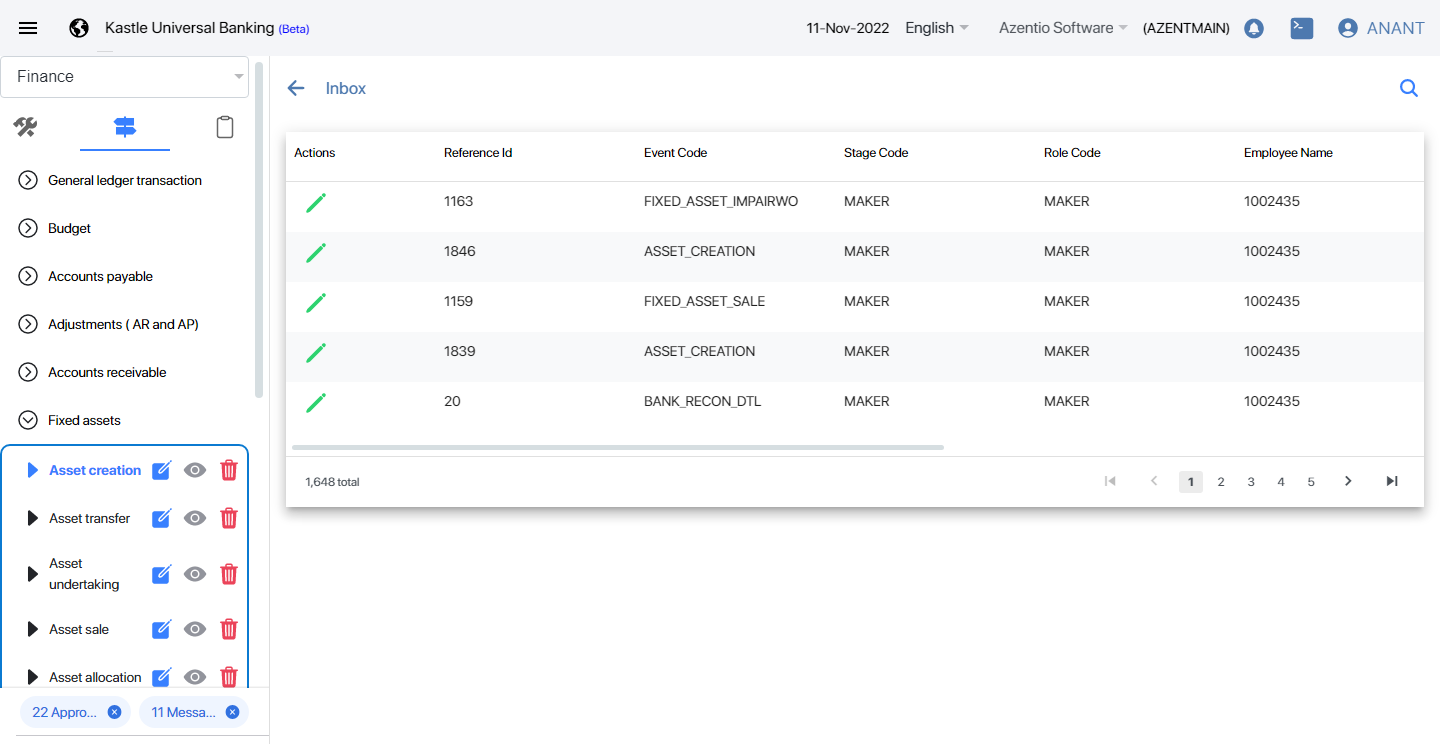 Kastle Universal Banking (Beta)
11-Nov-2022 English Azentio Software (AZENTMAIN) ANANT
Finance
General ledger transaction
Budget
Accounts payable
Adjustments ( AR and AP)
Accounts receivable
Fixed assets
Asset creation
Asset transfer
Asset
undertaking
Asset sale
Asset allocation
22 Appro... 11 Messa...
Inbox
Actions Reference Id Event Code Stage Code Role Code Employee Name
1163 FIXED_ASSET_IMPAIRWO MAKER MAKER 1002435
1846 ASSET_CREATION MAKER MAKER 1002435
1159 FIXED_ASSET_SALE MAKER MAKER 1002435
1839 ASSET_CREATION MAKER MAKER 1002435
20 BANK_RECON_DTL MAKER MAKER 1002435
1,648 total 1 2 3 4 5